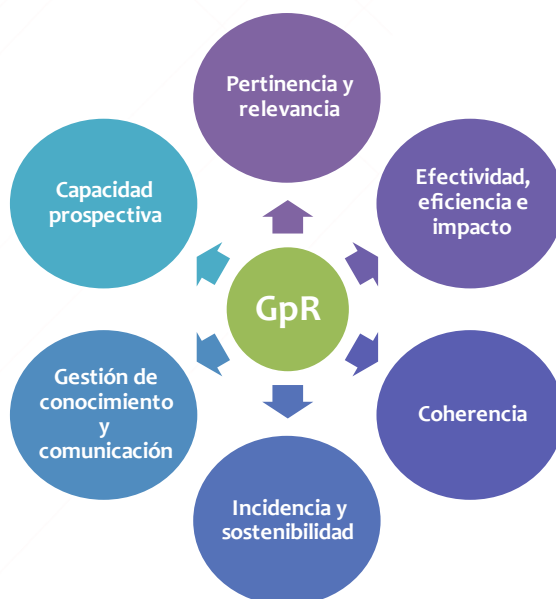 Pertinencia y
relevancia
Efectividad,
eficiencia e
impacto
Capacidad
prospectiva
GpR
Gestión de
conocimiento
y
comunicación
Coherencia
Incidencia y
sostenibilidad